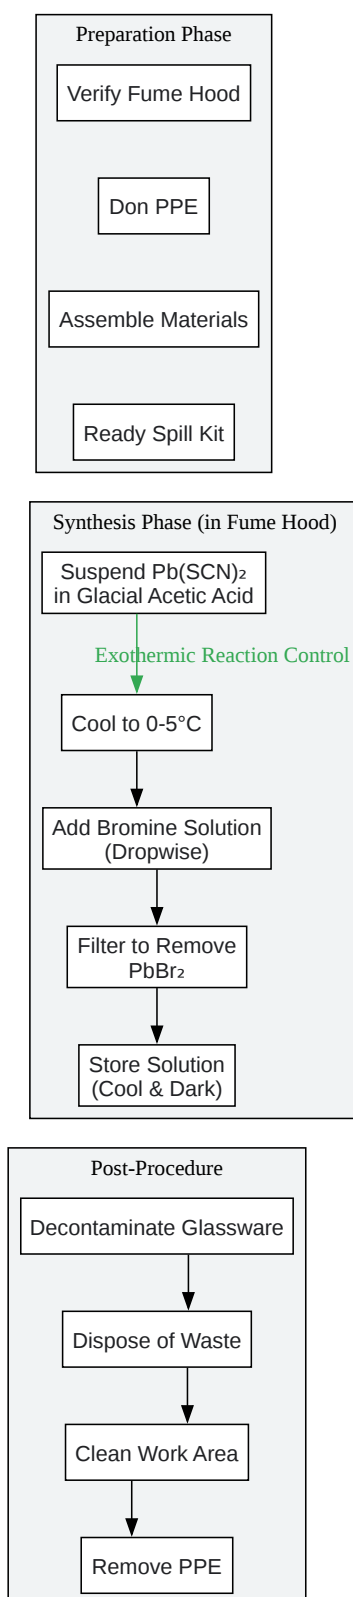 Preparation Phase
Verify Fume Hood
Don PPE
Assemble Materials
Ready Spill Kit
Synthesis Phase (in Fume Hood)
Suspend Pb(SCN)₂
in Glacial Acetic Acid
Exothermic Reaction Control
Cool to 0-5°C
Add Bromine Solution
(Dropwise)
Filter to Remove
PbBr₂
Store Solution
(Cool & Dark)
Post-Procedure
Decontaminate Glassware
Dispose of Waste
Clean Work Area
Remove PPE